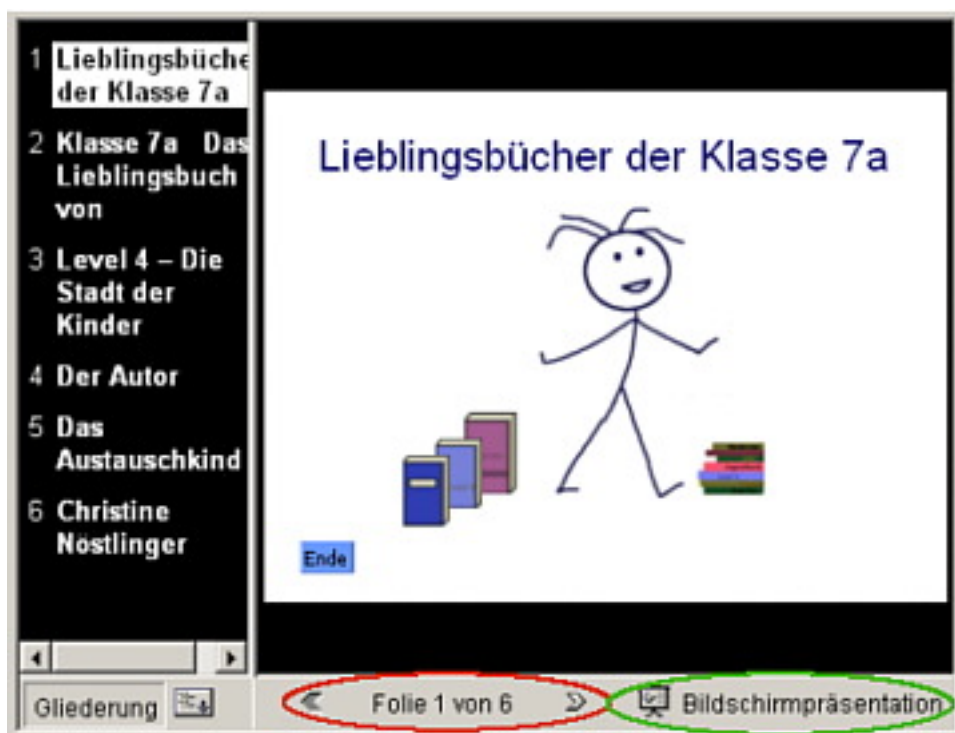 1 Lieblingsbüche
der Klasse 7a
2 Klasse 7a Das
Lieblingsbuch
von
3 Level 4 – Die
Stadt der
Kinder
4 Der Autor
5 Das
Austauschkind
6 Christine
Nöstlinger
Lieblingsbücher der Klasse 7a
Ende
Gliederung
Folie 1 von 6
Bildschirmpräsentation